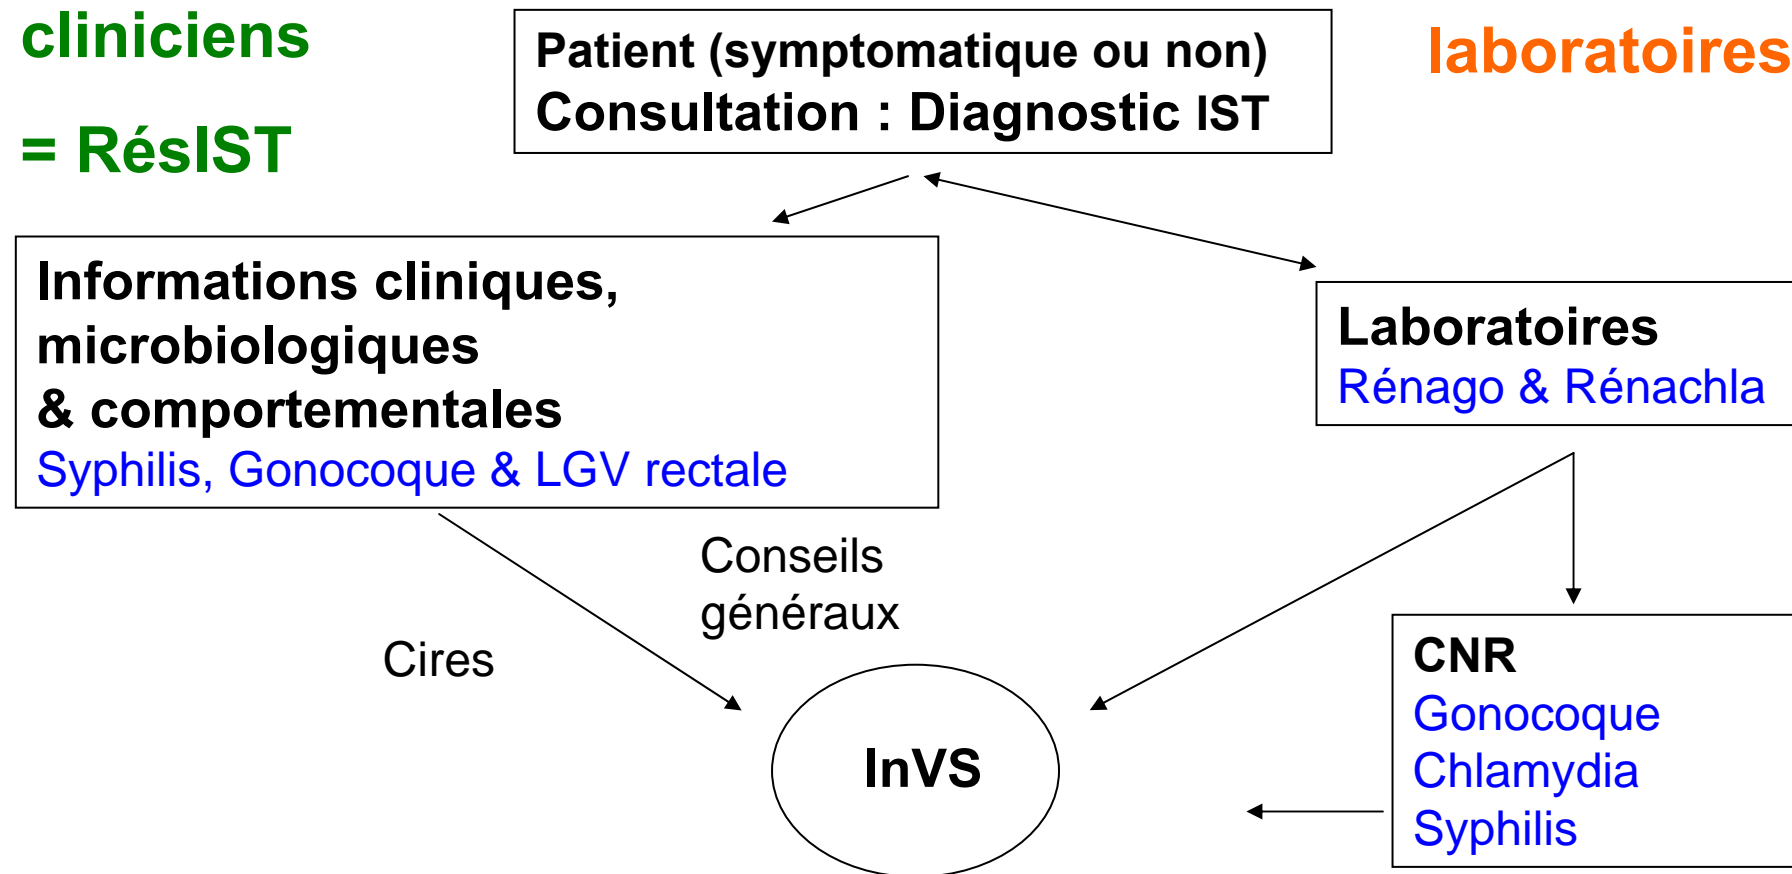 cliniciens
= RésIST
Patient (symptomatique ou non)
Consultation : Diagnostic IST
laboratoires
Informations cliniques,
microbiologiques
& comportementales
Syphilis, Gonocoque & LGV rectale
Laboratoires
Rénago & Rénachla
Conseils
généraux
Cires
InVS
CNR
Gonocoque
Chlamydia
Syphilis